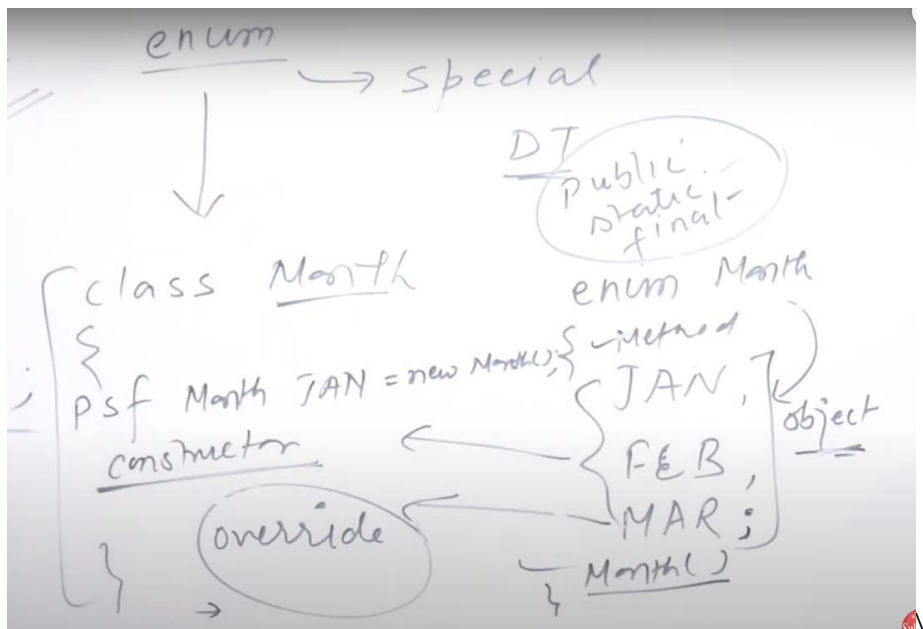 enum
→ special
DT
public
static
final
class Month
{
psf Month JAN = new Month();
constructor
override
}
→
enum Month
{
Method
JAN,
FEB,
MAR;
object
Month()
}